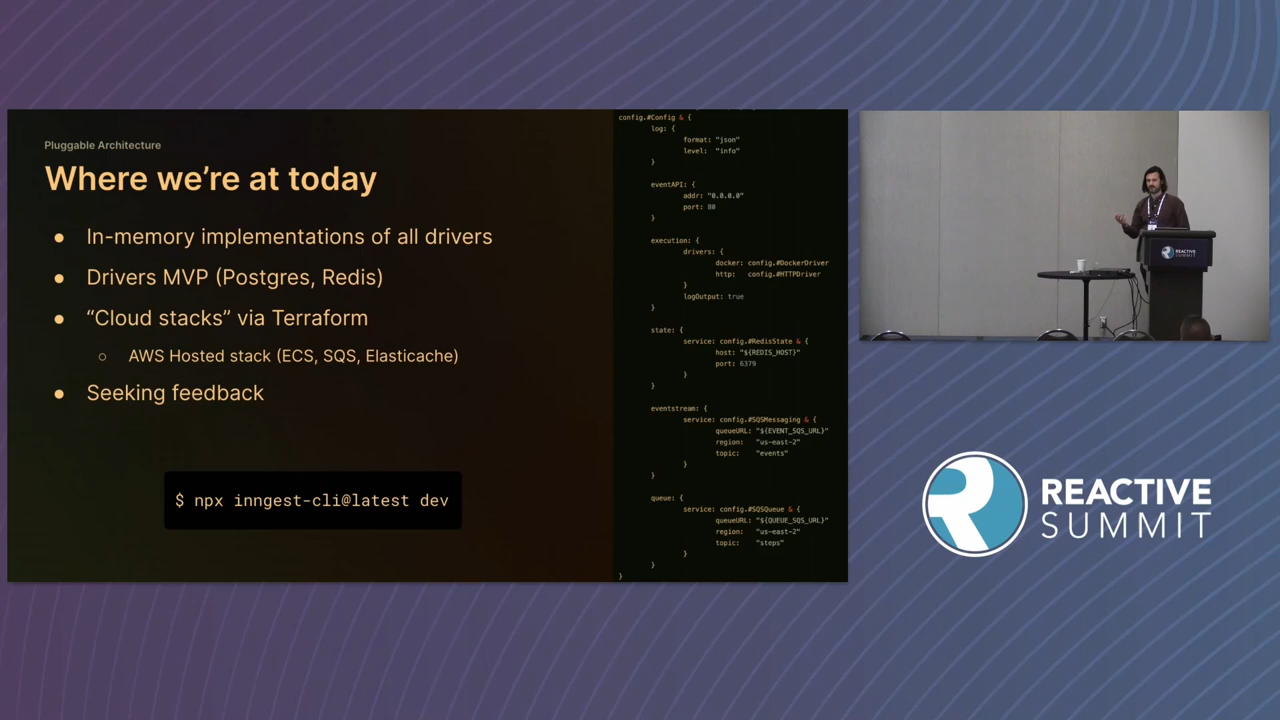 Pluggable Architecture
Where we're at today
● In-memory implementations of all drivers
● Drivers MVP (Postgres, Redis)
● “Cloud stacks” via Terraform
○ AWS Hosted stack (ECS, SQS, Elasticache)
● Seeking feedback
$ npx inngest-cli@latest dev
config.#Config & {
log: {
format: "json"
level: "info"
}
eventAPI: {
addr: "0.0.0.0"
port: 80
}
execution: {
drivers: {
docker: config.#DockerDriver
http: config.#HTTPDriver
}
logOutput: true
}
state: {
service: config.#RedisState & {
host: "${REDIS_HOST}"
port: 6379
}
}
eventstream: {
service: config.#SQSMessaging & {
queueURL: "${EVENT_SQS_URL}"
region: "us-east-2"
topic: "events"
}
}
queue: {
service: config.#SQSQueue & {
queueURL: "${QUEUE_SQS_URL}"
region: "us-east-2"
topic: "steps"
}
}
}
REACTIVE
SUMMIT
REACTIVE
SUMMIT